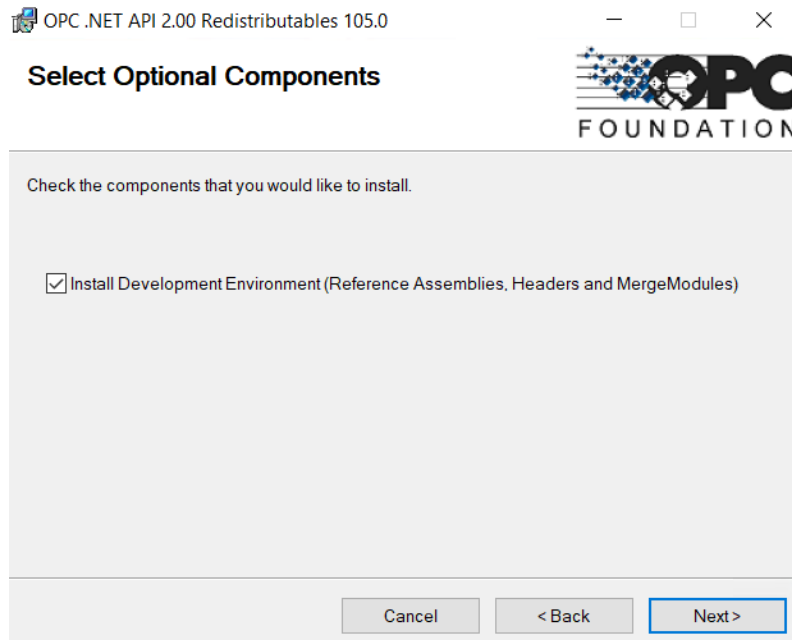 OPC .NET API 2.00 Redistributables 105.0
Select Optional Components
OPC
FOUNDATION
Check the components that you would like to install.
Install Development Environment (Reference Assemblies, Headers and MergeModules)
Cancel
< Back
Next >